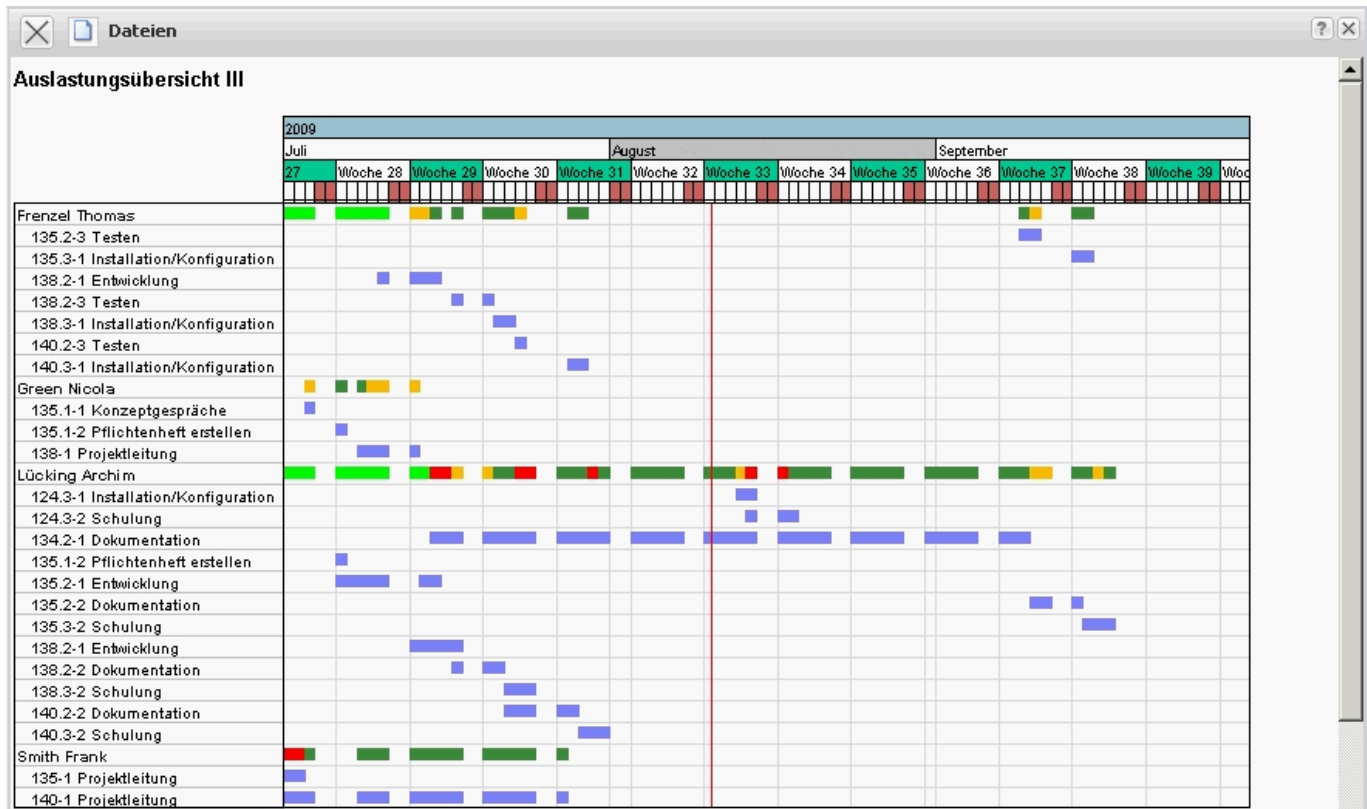 Dateien
Auslastungsübersicht III
2009
Juli August September
27 Woche 28 Woche 29 Woche 30 Woche 31 Woche 32 Woche 33 Woche 34 Woche 35 Woche 36 Woche 37 Woche 38 Woche 39 Woc
Frenzel Thomas
135.2-3 Testen
135.3-1 Installation/Konfiguration
138.2-1 Entwicklung
138.2-3 Testen
138.3-1 Installation/Konfiguration
140.2-3 Testen
140.3-1 Installation/Konfiguration
Green Nicola
135.1-1 Konzeptgespräche
135.1-2 Pflichtenheft erstellen
138-1 Projektleitung
Lücking Archim
124.3-1 Installation/Konfiguration
124.3-2 Schulung
134.2-1 Dokumentation
135.1-2 Pflichtenheft erstellen
135.2-1 Entwicklung
135.2-2 Dokumentation
135.3-2 Schulung
138.2-1 Entwicklung
138.2-2 Dokumentation
138.3-2 Schulung
140.2-2 Dokumentation
140.3-2 Schulung
Smith Frank
135-1 Projektleitung
140-1 Projektleitung